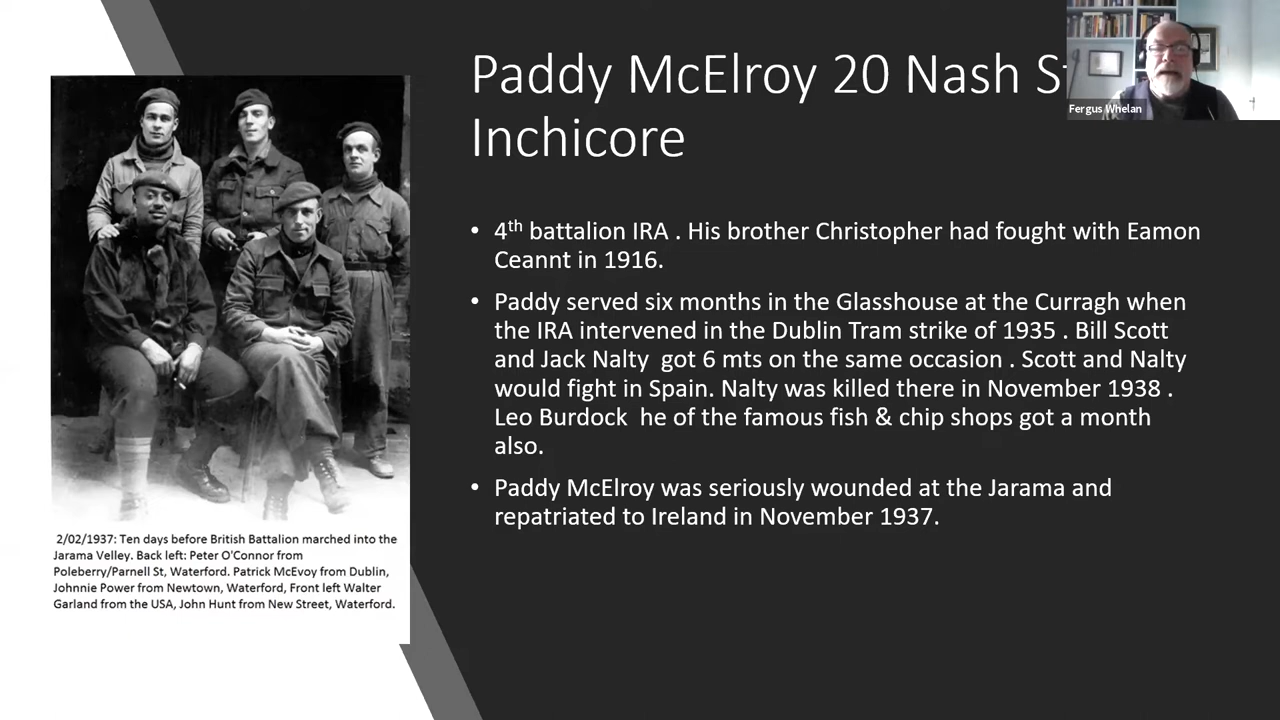 Paddy McElroy 20 Nash S
Inchicore
Fergus Whelan
• 4th battalion IRA . His brother Christopher had fought with Eamon
Ceannt in 1916.
• Paddy served six months in the Glasshouse at the Curragh when
the IRA intervened in the Dublin Tram strike of 1935 . Bill Scott
and Jack Nalty got 6 mts on the same occasion . Scott and Nalty
would fight in Spain. Nalty was killed there in November 1938 .
Leo Burdock he of the famous fish & chip shops got a month
also.
• Paddy McElroy was seriously wounded at the Jarama and
repatriated to Ireland in November 1937.
2/02/1937: Ten days before British Battalion marched into the
Jarama Velley. Back left: Peter O'Connor from
Poleberry/Parnell St, Waterford. Patrick McEvoy from Dublin,
Johnnie Power from Newtown, Waterford, Front left Walter
Garland from the USA, John Hunt from New Street, Waterford.